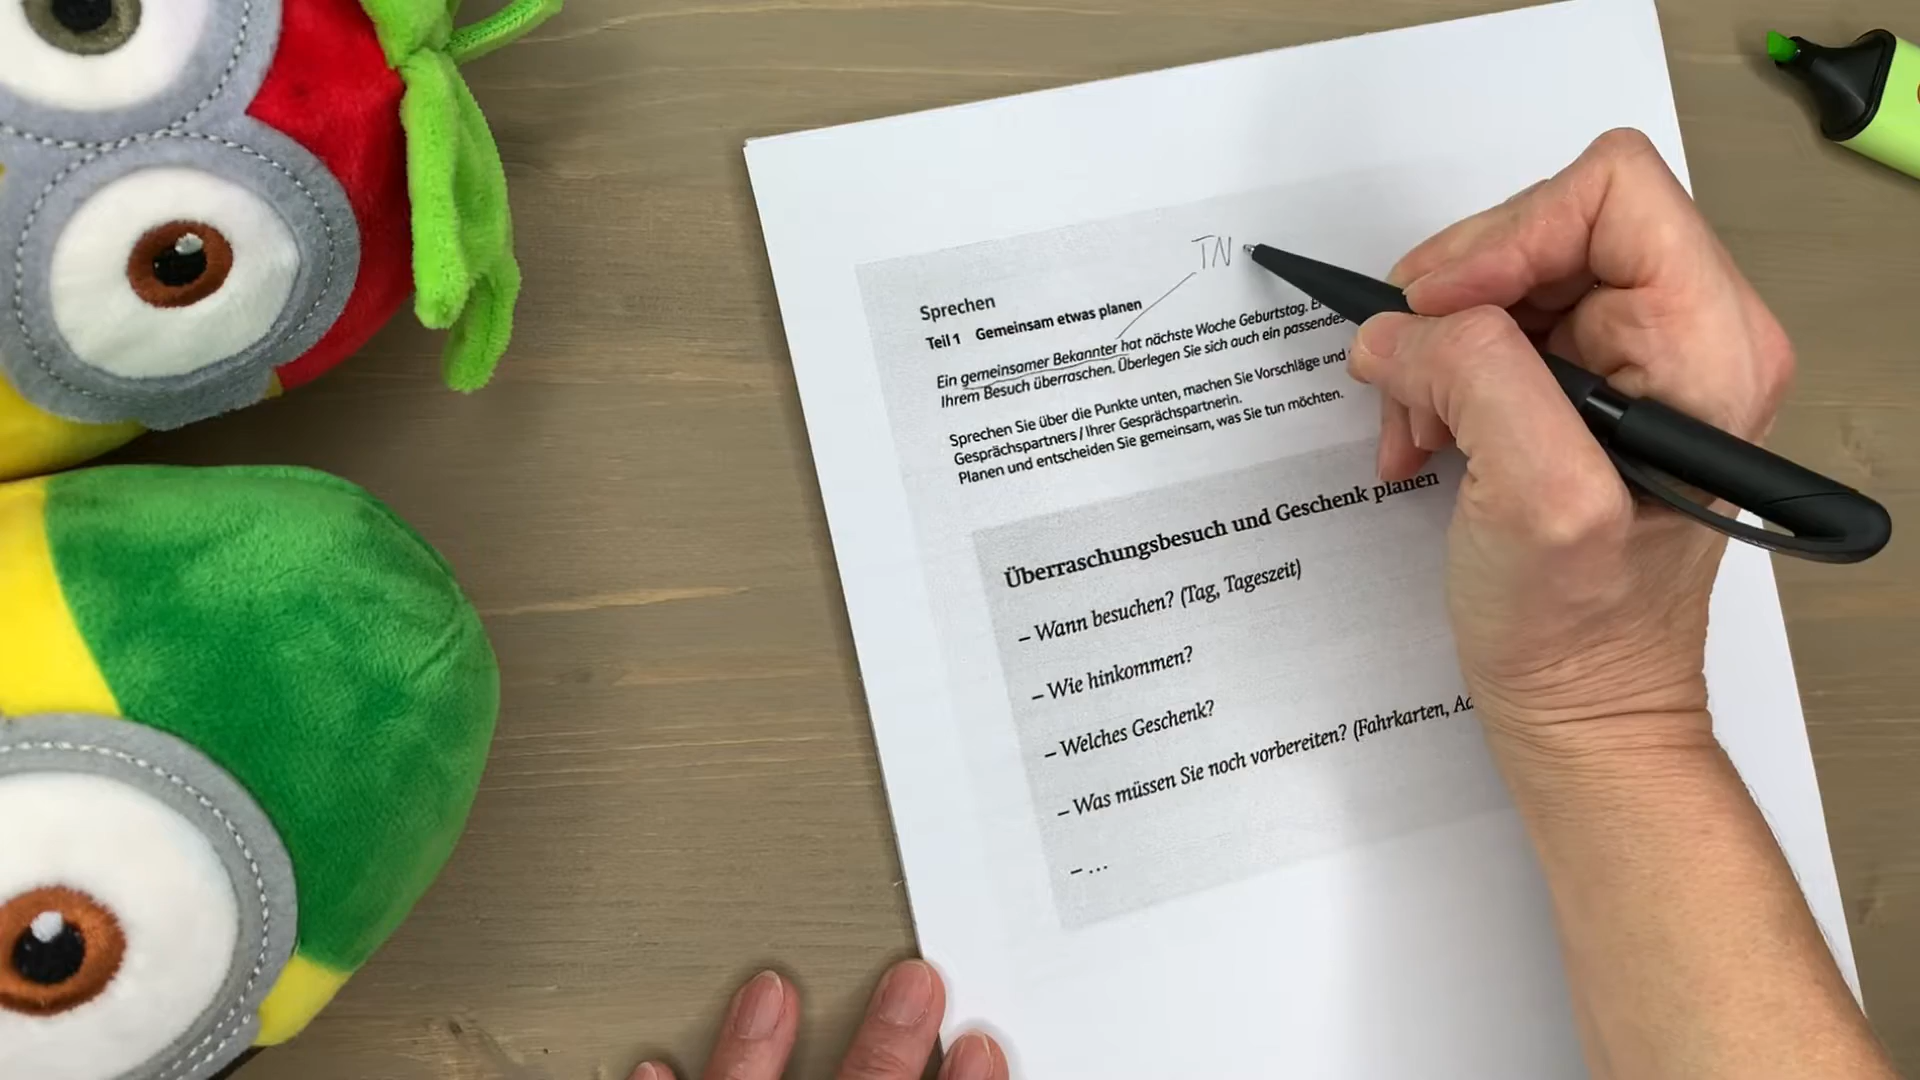 TN
Sprechen
Teil 1 Gemeinsam etwas planen
Ein gemeinsamer Bekannter hat nächste Woche Geburtstag.
Ihrem Besuch überraschen. Überlegen Sie sich auch ein passendes
Sprechen Sie über die Punkte unten, machen Sie Vorschläge und
Gesprächspartners / Ihrer Gesprächspartnerin.
Planen und entscheiden Sie gemeinsam, was Sie tun möchten.
Überraschungsbesuch und Geschenk planen
– Wann besuchen? (Tag, Tageszeit)
– Wie hinkommen?
– Welches Geschenk?
– Was müssen Sie noch vorbereiten? (Fahrkarten,
– ...